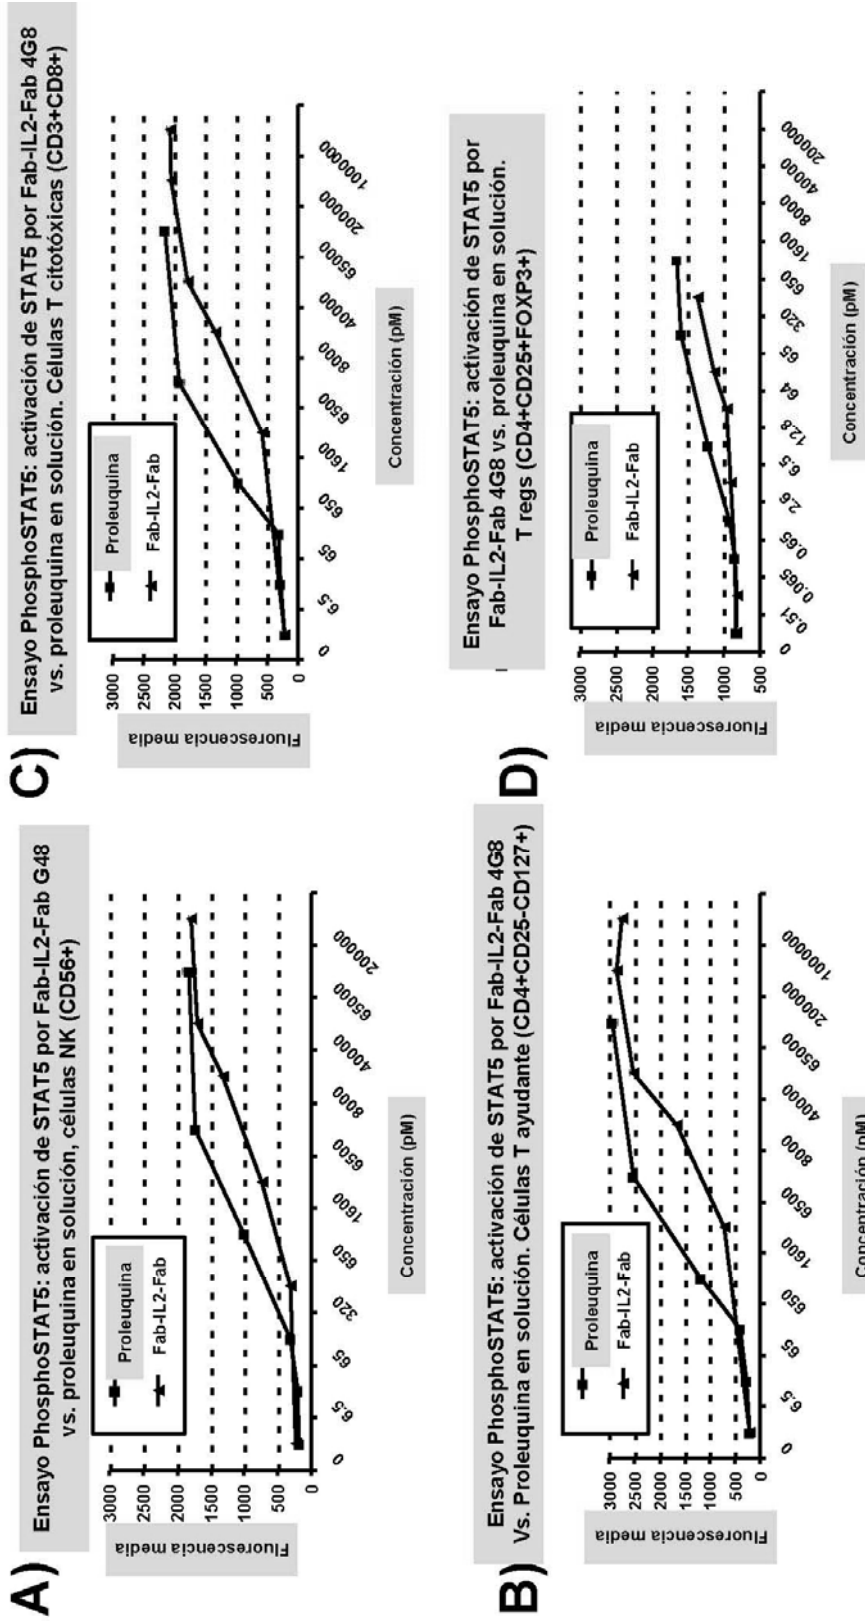 A)
Ensayo PhosphoSTAT5: activación de STAT5 por Fab-IL2-Fab G48
vs. proleuquina en solución, células NK (CD56+)
Fluorescencia media
3000
2500
2000
1500
1000
500
0
Proleuquina
Fab-IL2-Fab
0 6.5 65 320 650 1600 6500 8000 40000 65000 200000
Concentración (pM)
B)
Ensayo PhosphoSTAT5: activación de STAT5 por Fab-IL2-Fab 4G8
Vs. Proleuquina en solución. Células T ayudante (CD4+CD25-CD127+)
Fluorescencia media
3000
2500
2000
1500
1000
500
0
Proleuquina
Fab-IL2-Fab
0 6.5 65 650 1600 6500 8000 40000 65000 200000 1000000
Concentración (pM)
C)
Ensayo PhosphoSTAT5: activación de STAT5 por Fab-IL2-Fab 4G8
vs. proleuquina en solución. Células T citotóxicas (CD3+CD8+)
Fluorescencia media
3000
2500
2000
1500
1000
500
0
Proleuquina
Fab-IL2-Fab
0 6.5 65 650 1600 6500 8000 40000 65000 200000 1000000
Concentración (pM)
D)
Ensayo PhosphoSTAT5: activación de STAT5 por
Fab-IL2-Fab 4G8 vs. proleuquina en solución.
T regs (CD4+CD25+FOXP3+)
Fluorescencia media
3000
2500
2000
1500
1000
500
Proleuquina
Fab-IL2-Fab
0 0.51 0.065 0.65 2.6 6.5 12.8 64 65 320 650 1600 8000 40000 200000
Concentración (pM)